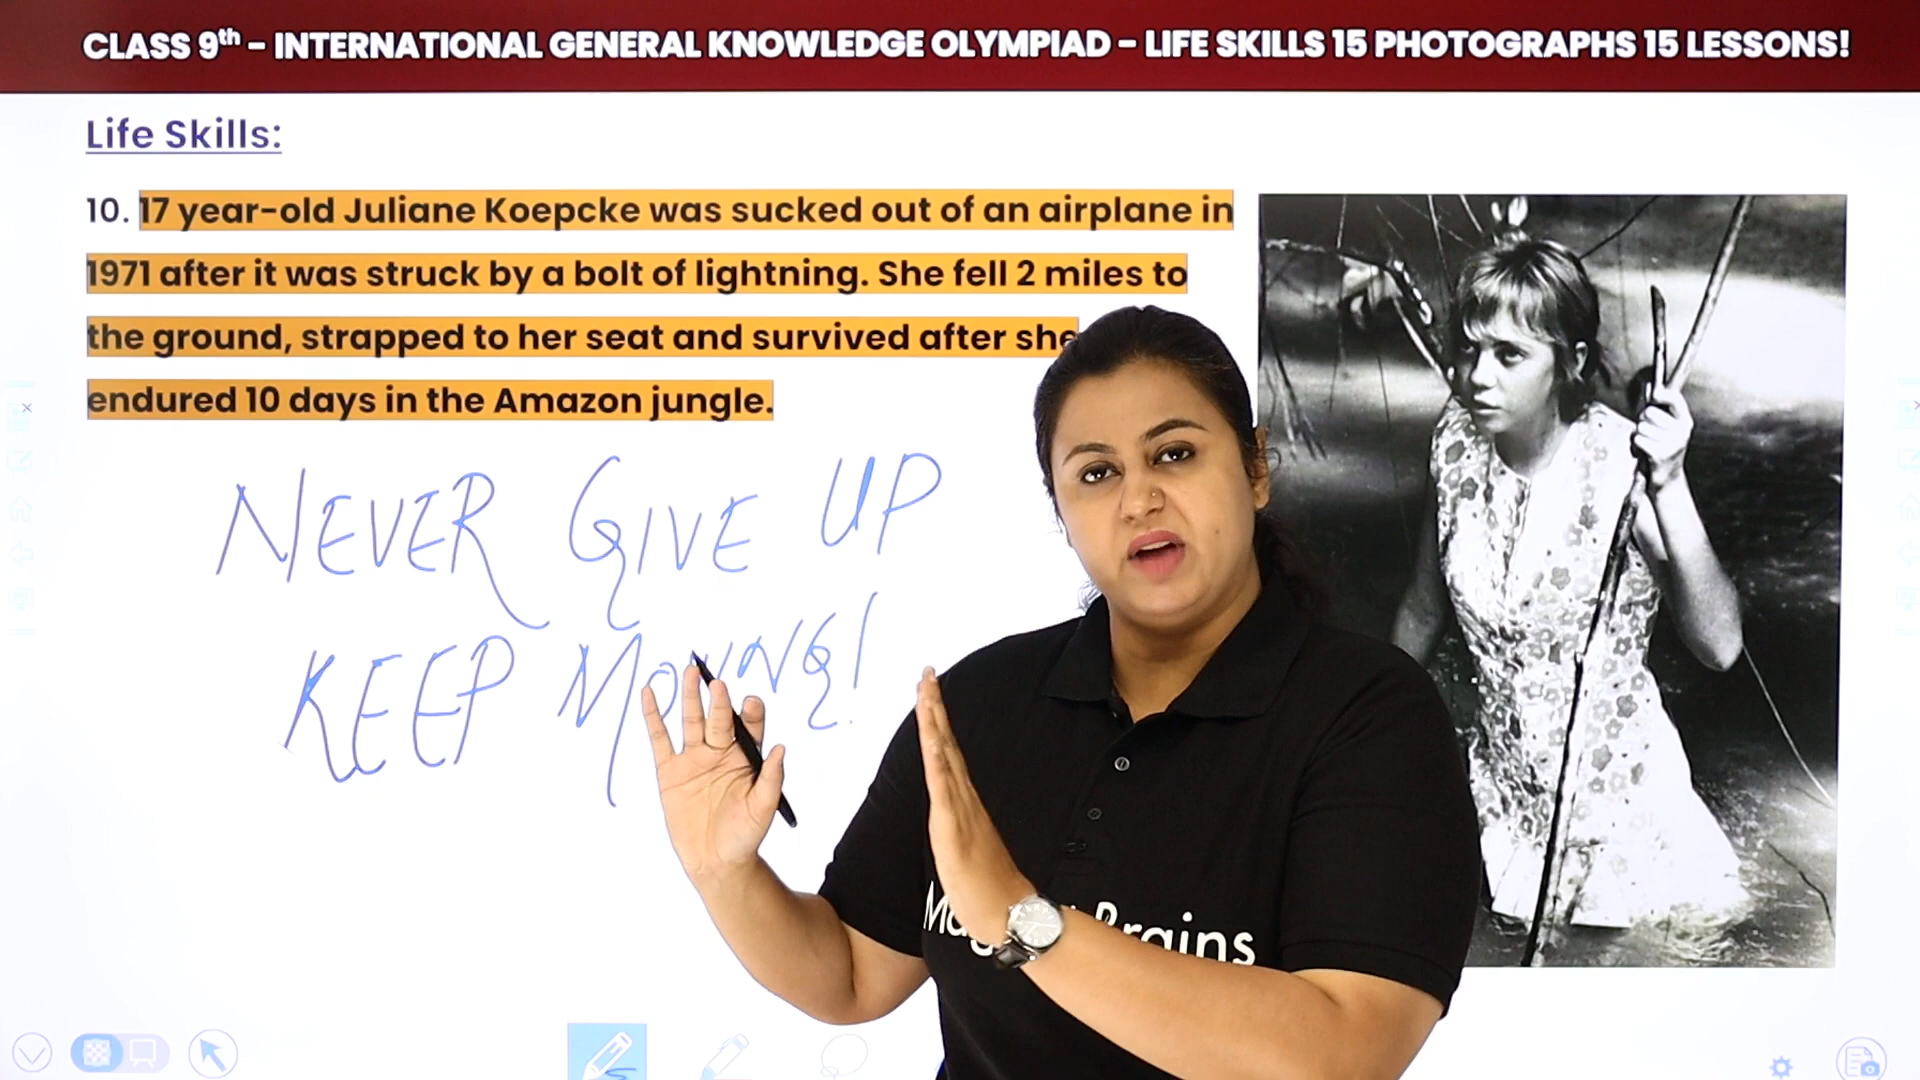 CLASS 9th – INTERNATIONAL GENERAL KNOWLEDGE OLYMPIAD – LIFE SKILLS 15 PHOTOGRAPHS 15 LESSONS!
Life Skills:
10. 17 year-old Juliane Koepcke was sucked out of an airplane in
1971 after it was struck by a bolt of lightning. She fell 2 miles to
the ground, strapped to her seat and survived after she
endured 10 days in the Amazon jungle.
NEVER GIVE UP
KEEP MOVING!